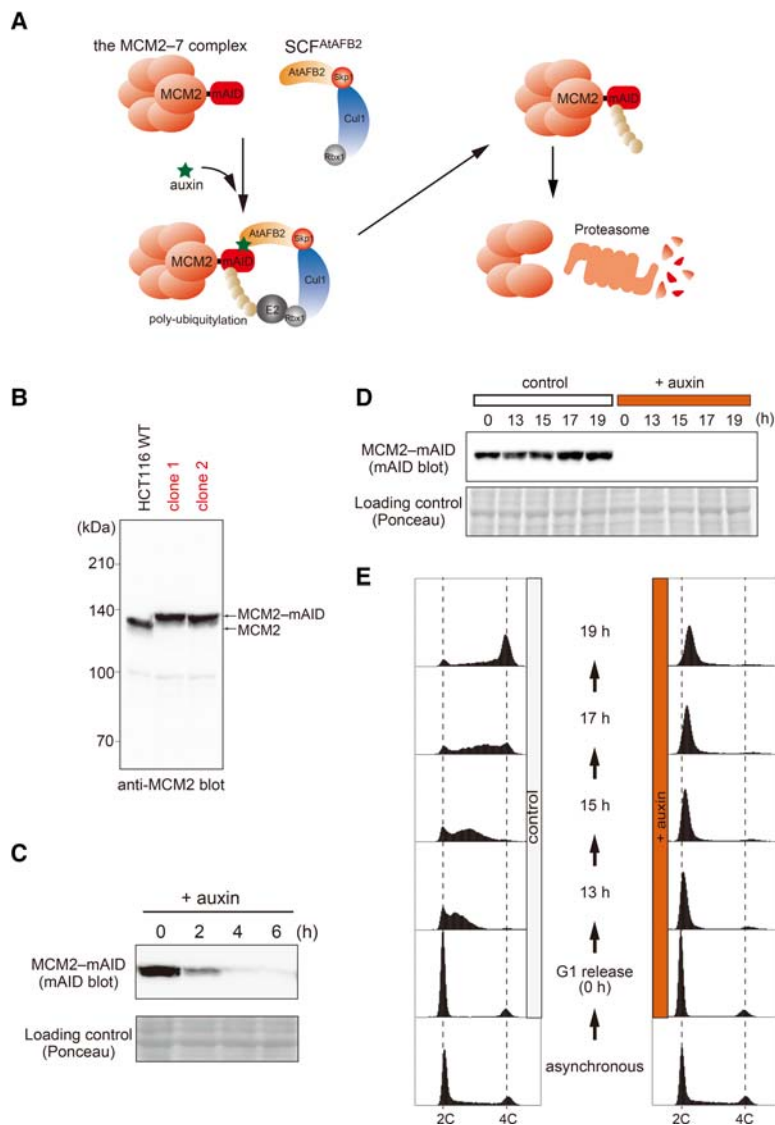 A
the MCM2–7 complex
SCFAtAFB2
MCM2
mAID
AtAFB2
Skp1
Cul1
Rbx1
auxin
MCM2
mAID
AtAFB2
Skp1
Cul1
E2
Rbx1
poly-ubiquitylation
MCM2
mAID
Proteasome
B
HCT116 WT
clone 1
clone 2
(kDa)
210
140
100
70
MCM2–mAID
MCM2
anti-MCM2 blot
C
+ auxin
0 2 4 6 (h)
MCM2–mAID
(mAID blot)
Loading control
(Ponceau)
D
control
+ auxin
0 13 15 17 19 0 13 15 17 19 (h)
MCM2–mAID
(mAID blot)
Loading control
(Ponceau)
E
control
+ auxin
19 h
17 h
15 h
13 h
G1 release
(0 h)
asynchronous
2C 4C
2C 4C